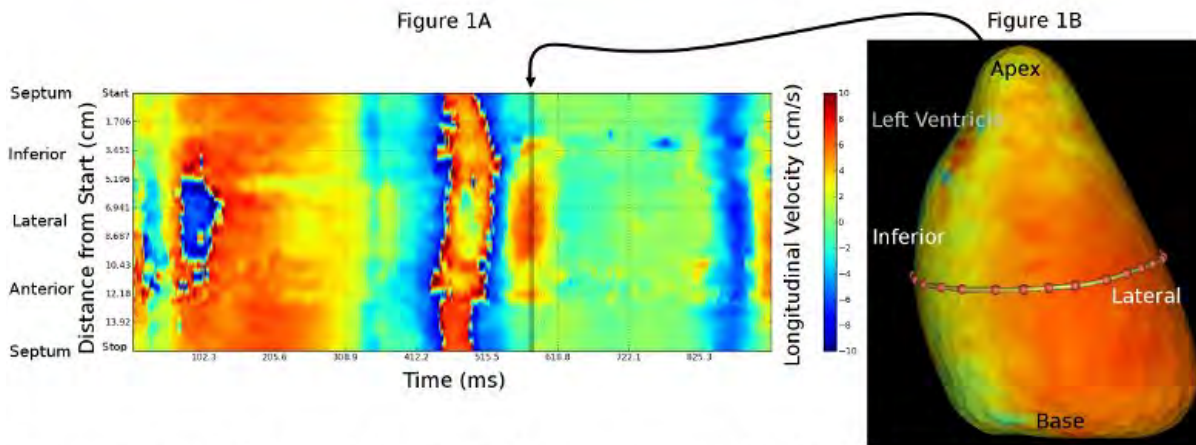 Figure 1A
Figure 1B
Septum
Inferior
Lateral
Anterior
Septum
Distance from Start (cm)
Start
1.706
3.451
5.196
6.941
8.687
10.43
12.18
13.92
Stop
102.3
205.6
308.9
412.2
515.5
618.8
722.1
825.3
Time (ms)
Longitudinal Velocity (cm/s)
10
8
6
4
2
0
−2
−4
−6
−8
−10
Apex
Left Ventricle
Inferior
Lateral
Base